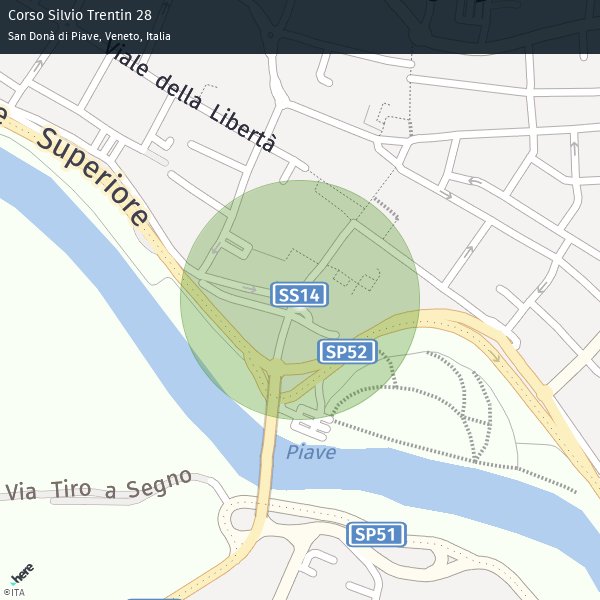 Corso Silvio Trentin 28
San Donà di Piave, Veneto, Italia
Viale della Libertà
e
Superiore
SS14
SP52
Piave
Via Tiro a Segno
SP51
here
©ITA